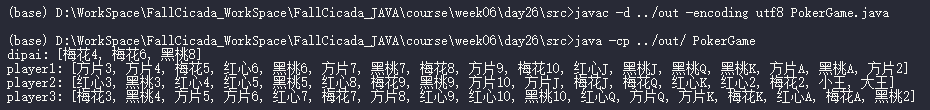 (base) D:\WorkSpace\FallCicada_WorkSpace\FallCicada_JAVA\course\week06\day26\src>javac -d ../out -encoding utf8 PokerGame.java
(base) D:\WorkSpace\FallCicada_WorkSpace\FallCicada_JAVA\course\week06\day26\src>java -cp ../out/ PokerGame
dipai: [梅花4, 梅花6, 黑桃8]
player1: [方片3, 方片4, 梅花5, 红心6, 黑桃6, 方片7, 黑桃7, 梅花8, 方片9, 梅花10, 红心J, 黑桃J, 黑桃Q, 黑桃K, 方片A, 黑桃A, 方片2]
player2: [红心3, 黑桃3, 红心4, 红心5, 黑桃5, 红心8, 梅花9, 黑桃9, 方片10, 方片J, 梅花J, 梅花Q, 红心K, 红心2, 梅花2, 小王, 大王]
player3: [梅花3, 黑桃4, 方片5, 方片6, 红心7, 梅花7, 方片8, 红心9, 红心10, 黑桃10, 红心Q, 方片Q, 方片K, 梅花K, 红心A, 梅花A, 黑桃2]